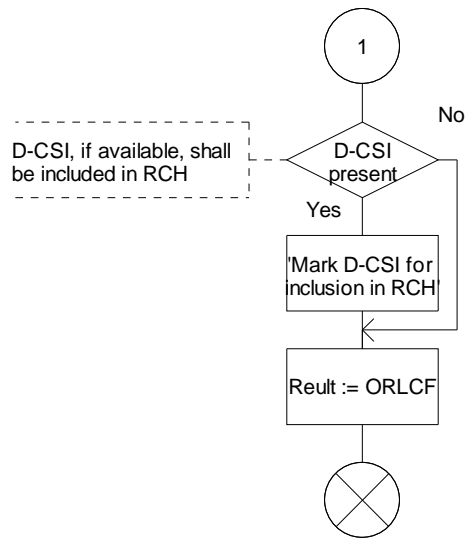 1
No
D-CSI, if available, shall
be included in RCH
D-CSI
present
Yes
'Mark D-CSI for
inclusion in RCH'
Reult := ORLCF